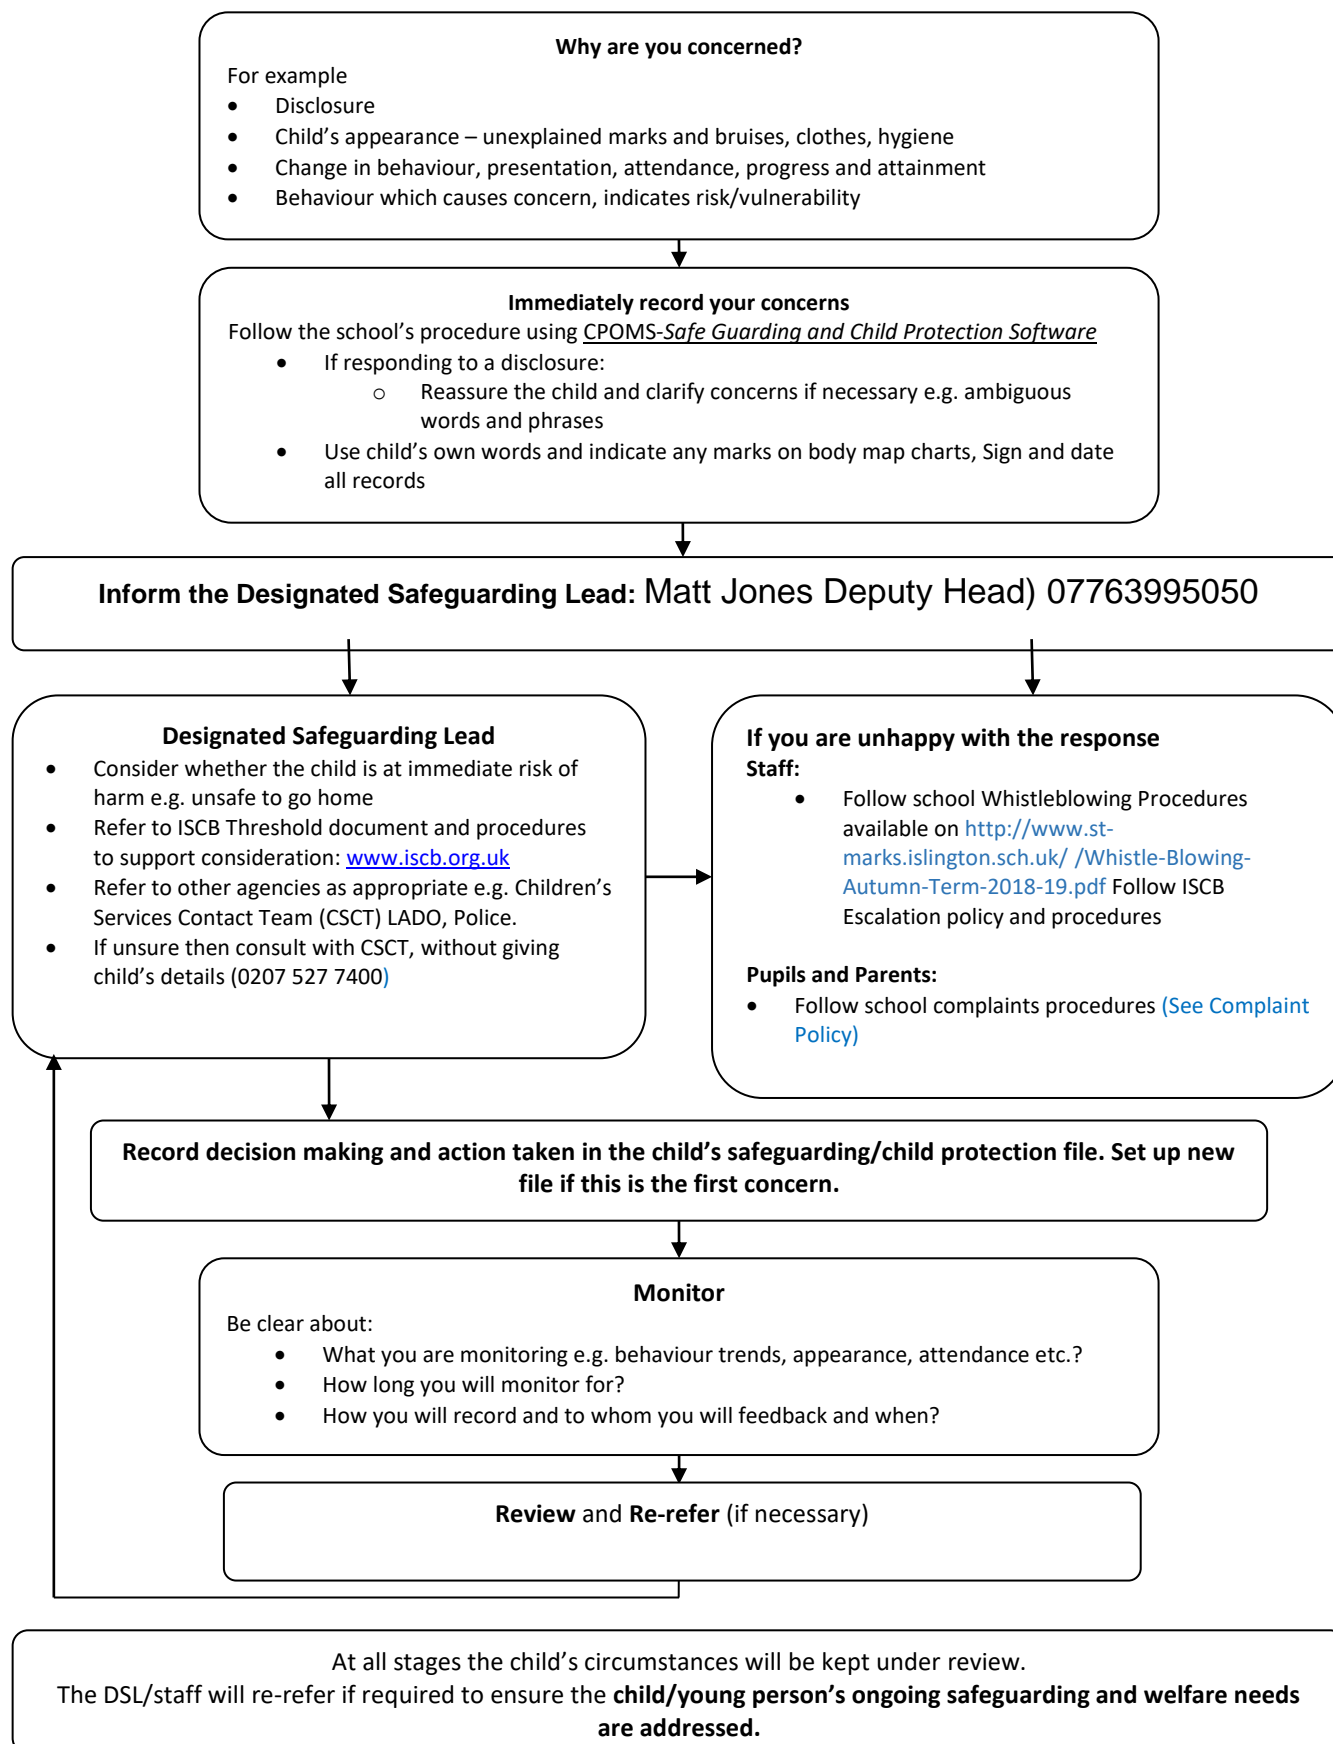 Why are you concerned?
For example
• Disclosure
• Child's appearance – unexplained marks and bruises, clothes, hygiene
• Change in behaviour, presentation, attendance, progress and attainment
• Behaviour which causes concern, indicates risk/vulnerability
Immediately record your concerns
Follow the school's procedure using CPOMS-Safe Guarding and Child Protection Software
• If responding to a disclosure:
o Reassure the child and clarify concerns if necessary e.g. ambiguous
words and phrases
• Use child's own words and indicate any marks on body map charts, Sign and date
all records
Inform the Designated Safeguarding Lead: Matt Jones Deputy Head) 07763995050
Designated Safeguarding Lead
• Consider whether the child is at immediate risk of
harm e.g. unsafe to go home
• Refer to ISCB Threshold document and procedures
to support consideration: www.iscb.org.uk
• Refer to other agencies as appropriate e.g. Children's
Services Contact Team (CSCT) LADO, Police.
• If unsure then consult with CSCT, without giving
child's details (0207 527 7400)
If you are unhappy with the response
Staff:
• Follow school Whistleblowing Procedures
available on http://www.st-
marks.islington.sch.uk/ /Whistle-Blowing-
Autumn-Term-2018-19.pdf Follow ISCB
Escalation policy and procedures
Pupils and Parents:
• Follow school complaints procedures (See Complaint
Policy)
Record decision making and action taken in the child's safeguarding/child protection file. Set up new
file if this is the first concern.
Monitor
Be clear about:
• What you are monitoring e.g. behaviour trends, appearance, attendance etc.?
• How long you will monitor for?
• How you will record and to whom you will feedback and when?
Review and Re-refer (if necessary)
At all stages the child's circumstances will be kept under review.
The DSL/staff will re-refer if required to ensure the child/young person's ongoing safeguarding and welfare needs
are addressed.